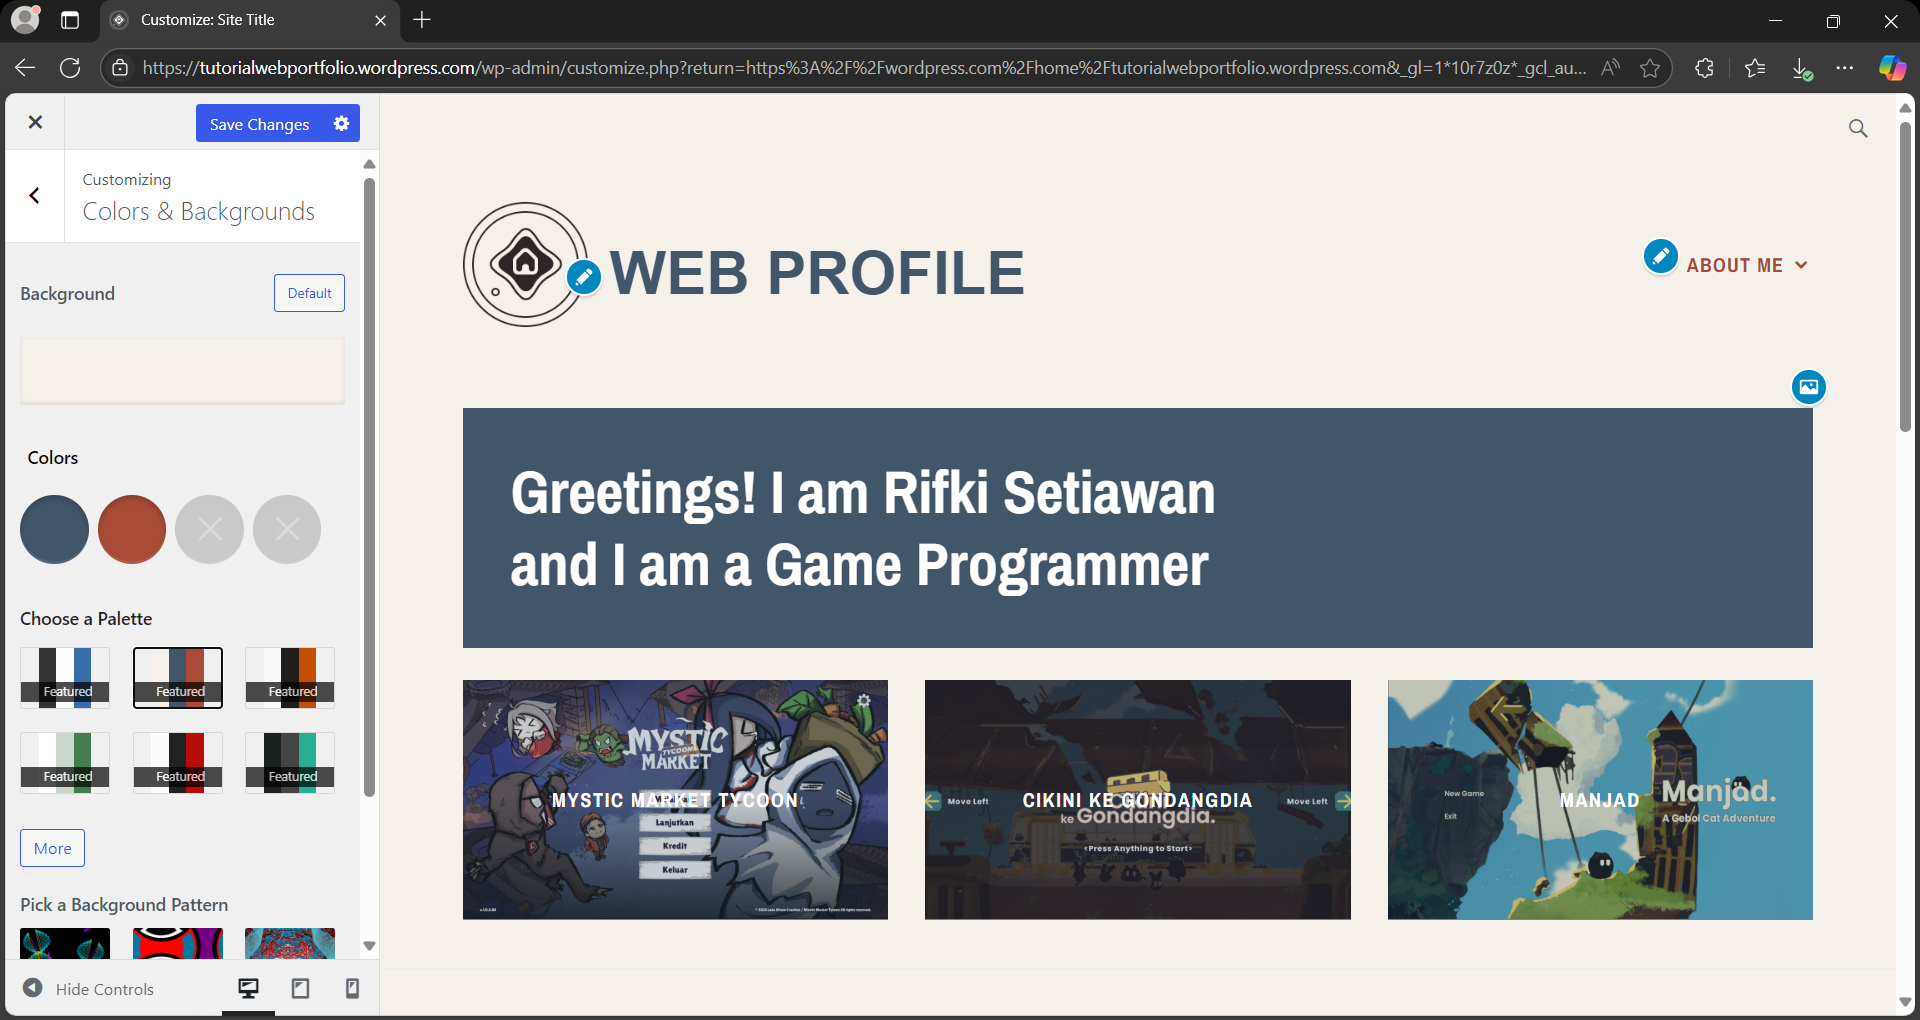 Customize: Site Title
https://tutorialwebportfolio.wordpress.com/wp-admin/customize.php?return=https%3A%2F%2Fwordpress.com%2Fhome%2Ftutorialwebportfolio.wordpress.com&_gl=1*10r7z0z*_gcl_au...
Save Changes
Customizing
Colors & Backgrounds
Background
Default
Colors
Choose a Palette
Featured
Featured
Featured
Featured
Featured
Featured
More
Pick a Background Pattern
Hide Controls
WEB PROFILE
ABOUT ME
Greetings! I am Rifki Setiawan
and I am a Game Programmer
MYSTIC
TYCOON
MARKET
MYSTIC MARKET TYCOON
Lanjutkan
Kredit
Keluar
CIKINI KE GONDANGDIA
Move Left
Move Left
ke Gondangdia.
<Press Anything to Start>
MANJAD
New Game
Exit
Manjad.
A Gebol Cat Adventure